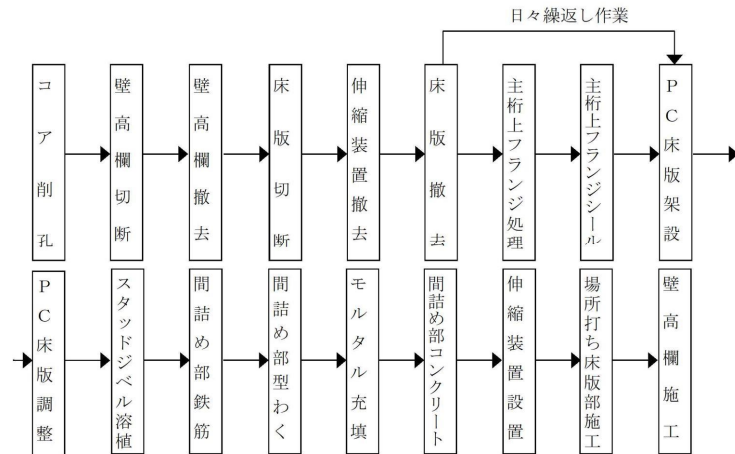 日々繰返し作業
コア削孔
壁高欄切断
壁高欄撤去
床版切断
伸縮装置撤去
床版撤去
主桁上フランジ処理
主桁上フランジシール
PC床版架設
PC床版調整
スタッドジベル溶植
間詰め部鉄筋
間詰め部型わく
モルタル充填
間詰め部コンクリート
伸縮装置設置
場所打ち床版部施工
壁高欄施工